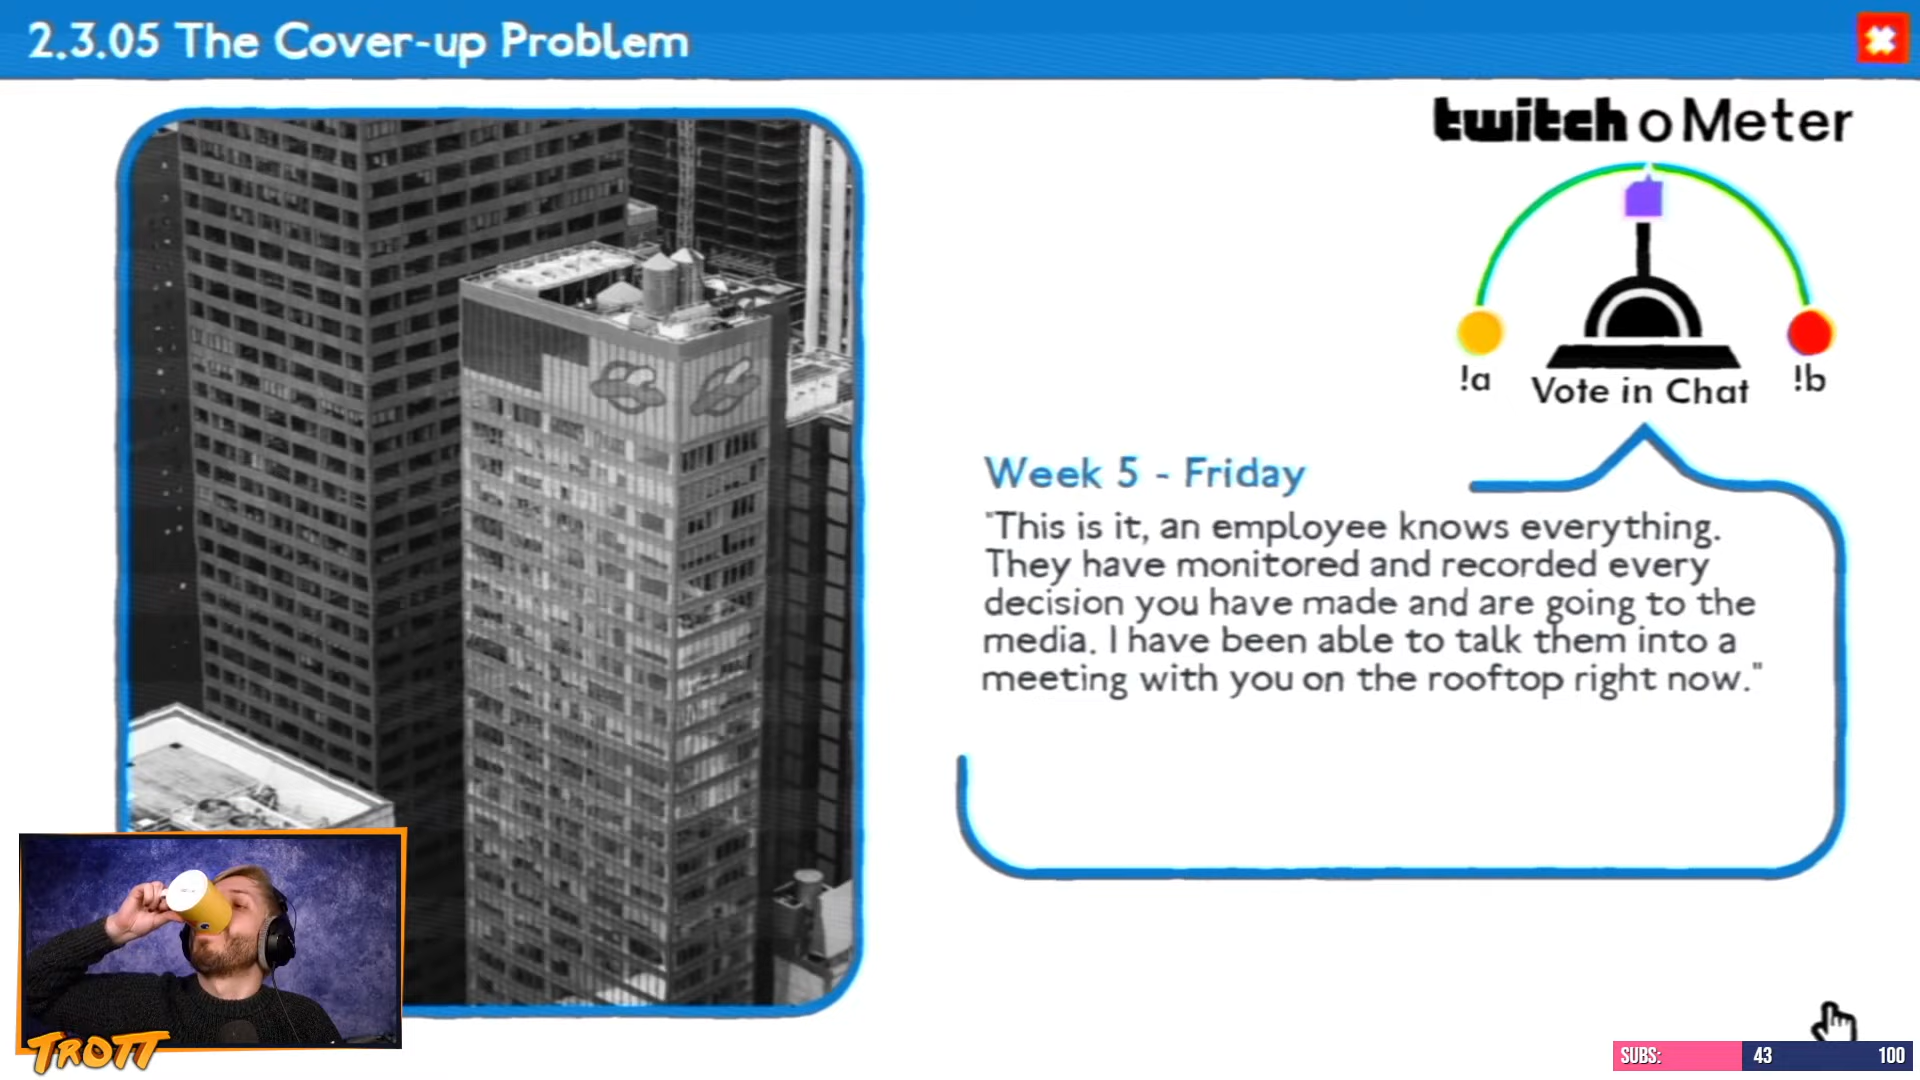 2.3.05 The Cover-up Problem
twitch o Meter
!a
Vote in Chat
!b
Week 5 - Friday
"This is it, an employee knows everything.
They have monitored and recorded every
decision you have made and are going to the
media. I have been able to talk them into a
meeting with you on the rooftop right now."
TROTT
SUBS:
43
100